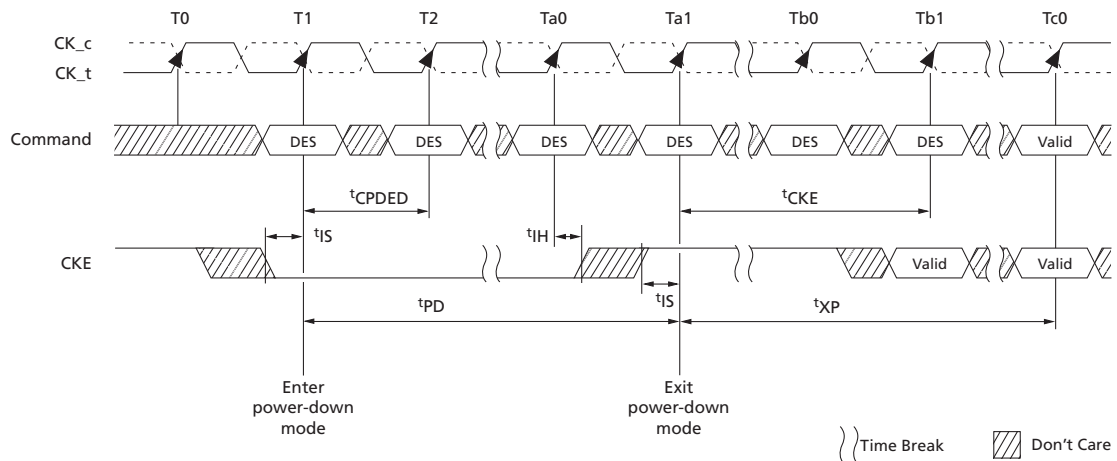 T0 T1 T2 Ta0 Ta1 Tb0 Tb1 Tc0
CK_c
CK_t
Command DES DES DES DES DES DES Valid
tCPDED tCKE
tIS tIH
CKE Valid Valid
tIS
tPD tXP
Enter
power-down
mode
Exit
power-down
mode
Time Break Don't Care